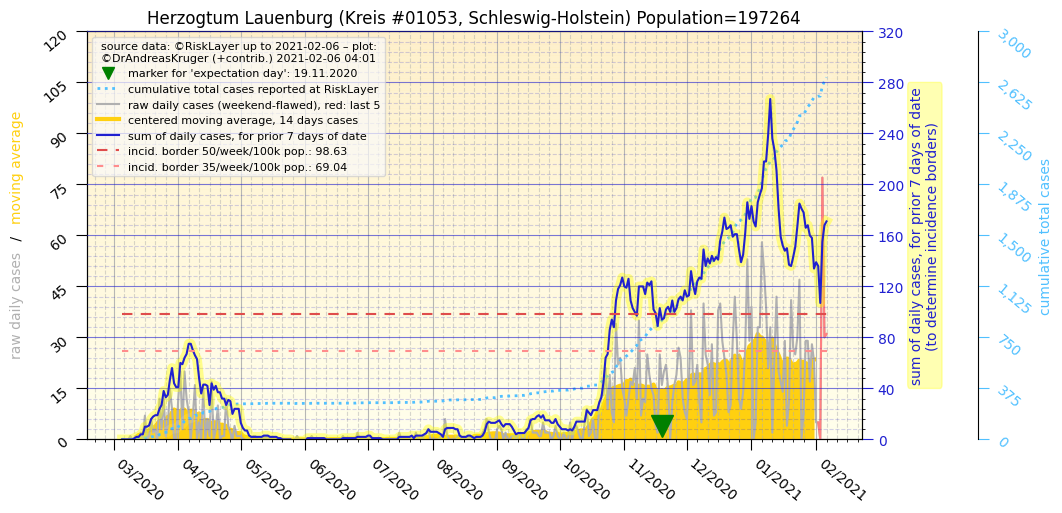 Herzogtum Lauenburg (Kreis #01053, Schleswig-Holstein) Population=197264
source data: ©RiskLayer up to 2021-02-06 – plot:
©DrAndreasKruger (+contrib.) 2021-02-06 04:01
marker for 'expectation day': 19.11.2020
cumulative total cases reported at RiskLayer
raw daily cases (weekend-flawed), red: last 5
centered moving average, 14 days cases
sum of daily cases, for prior 7 days of date
incid. border 50/week/100k pop.: 98.63
incid. border 35/week/100k pop.: 69.04
raw daily cases / moving average
120
105
90
75
60
45
30
15
0
320
280
240
200
160
120
80
40
0
sum of daily cases, for prior 7 days of date
(to determine incidence borders)
3,000
2,625
2,250
1,875
1,500
1,125
750
375
0
cumulative total cases
03/2020
04/2020
05/2020
06/2020
07/2020
08/2020
09/2020
10/2020
11/2020
12/2020
01/2021
02/2021